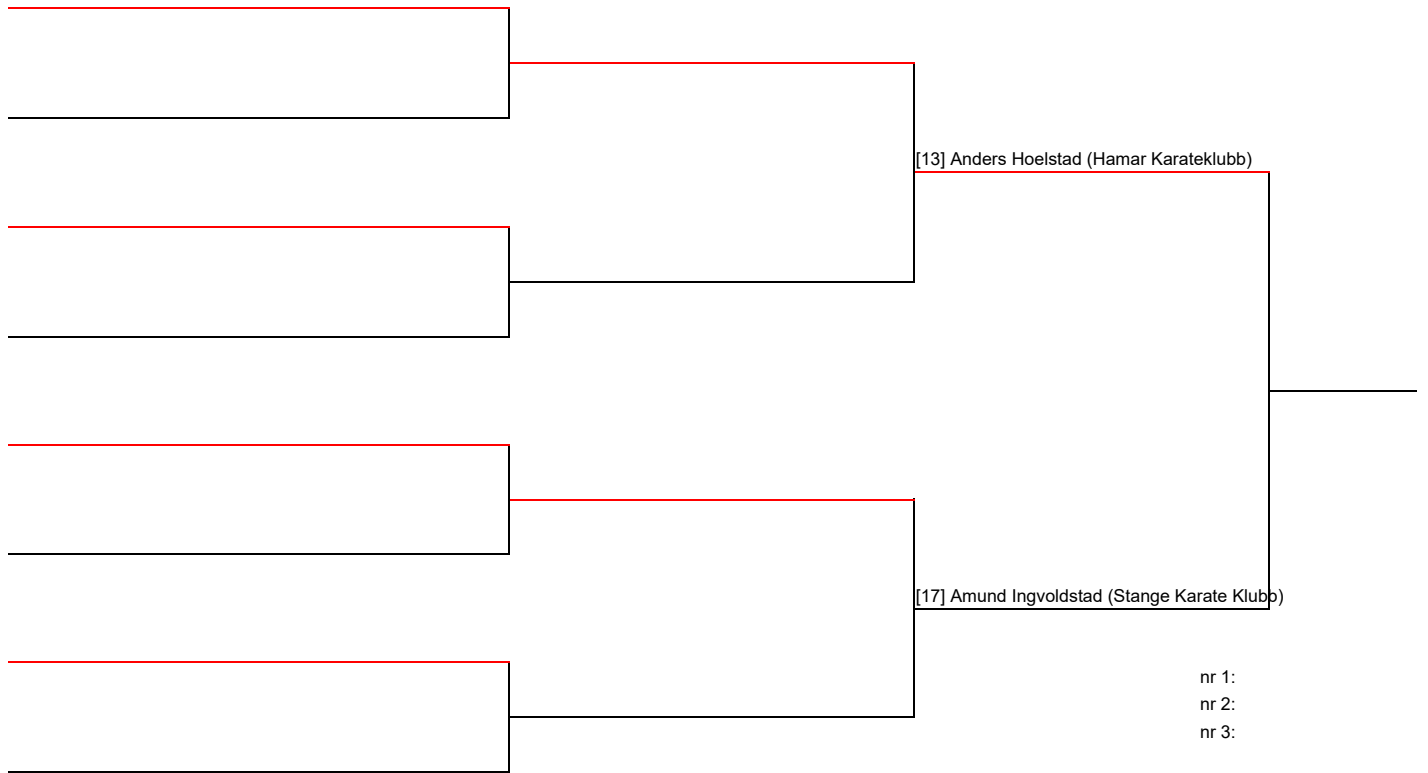 [13] Anders Hoelstad (Hamar Karateklubb)
[17] Amund Ingvoldstad (Stange Karate Klubb)
nr 1:
nr 2:
nr 3: